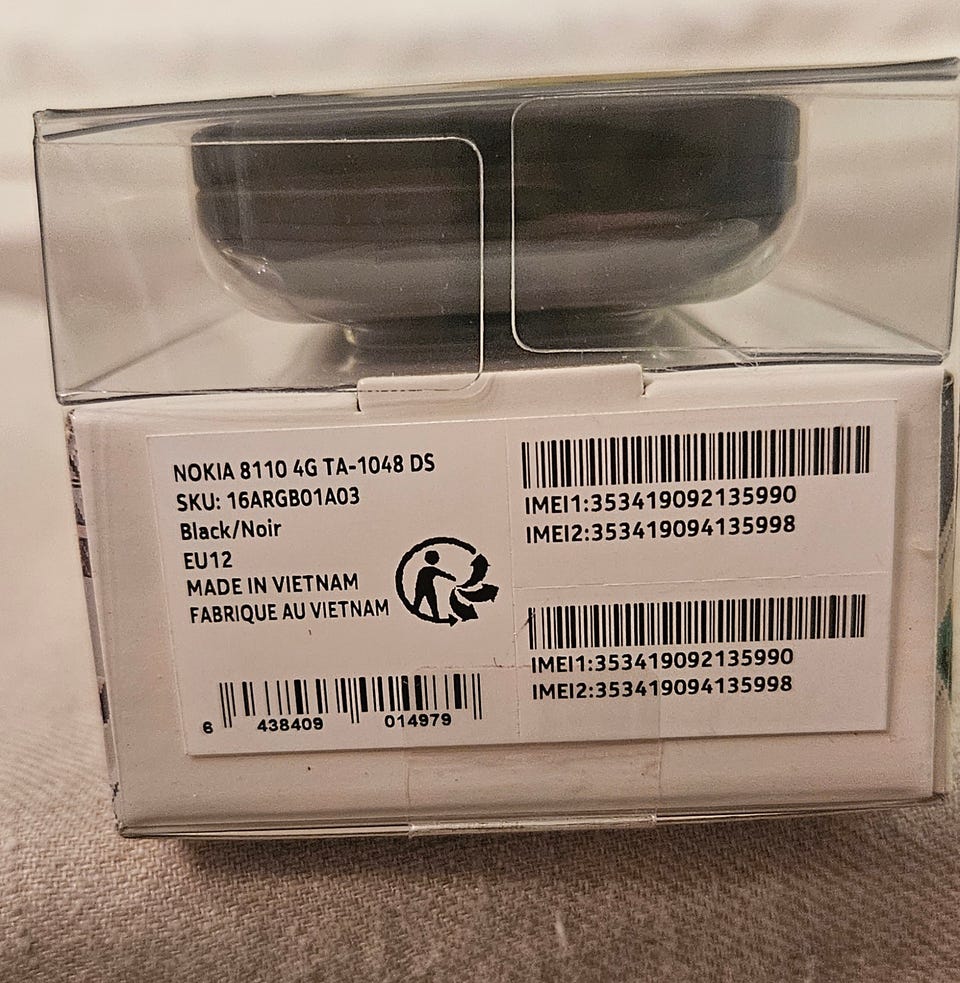 NOKIA 8110 4G TA-1048 DS
SKU: 16ARGB01A03
Black/Noir
EU12
MADE IN VIETNAM
FABRIQUE AU VIETNAM
6 438409 014979
IMEI1:353419092135990
IMEI2:353419094135998
IMEI1:353419092135990
IMEI2:353419094135998